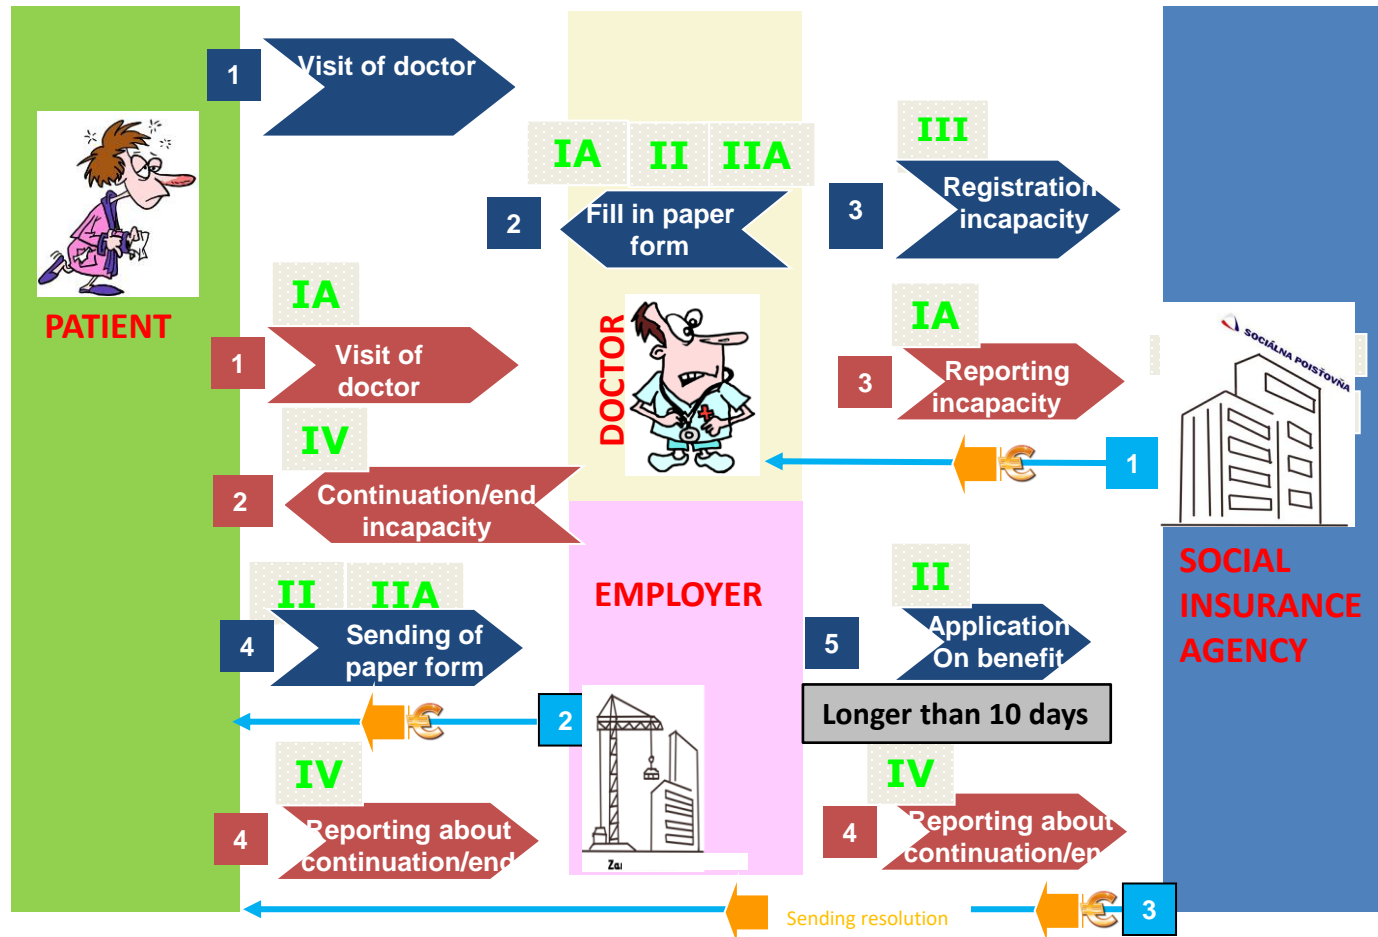 1
Visit of doctor
IA
II
IIA
III
2
Fill in paper
form
3
Registration
incapacity
PATIENT
IA
1
Visit of
doctor
DOCTOR
IA
3
Reporting
incapacity
SOCIÁLNA POISŤOVŇA
IV
2
Continuation/end
incapacity
1
II
IIA
4
Sending of
paper form
EMPLOYER
II
5
Application
On benefit
SOCIAL
INSURANCE
AGENCY
2
Longer than 10 days
IV
4
Reporting about
continuation/end
IV
4
Reporting about
continuation/en
Sending resolution
3